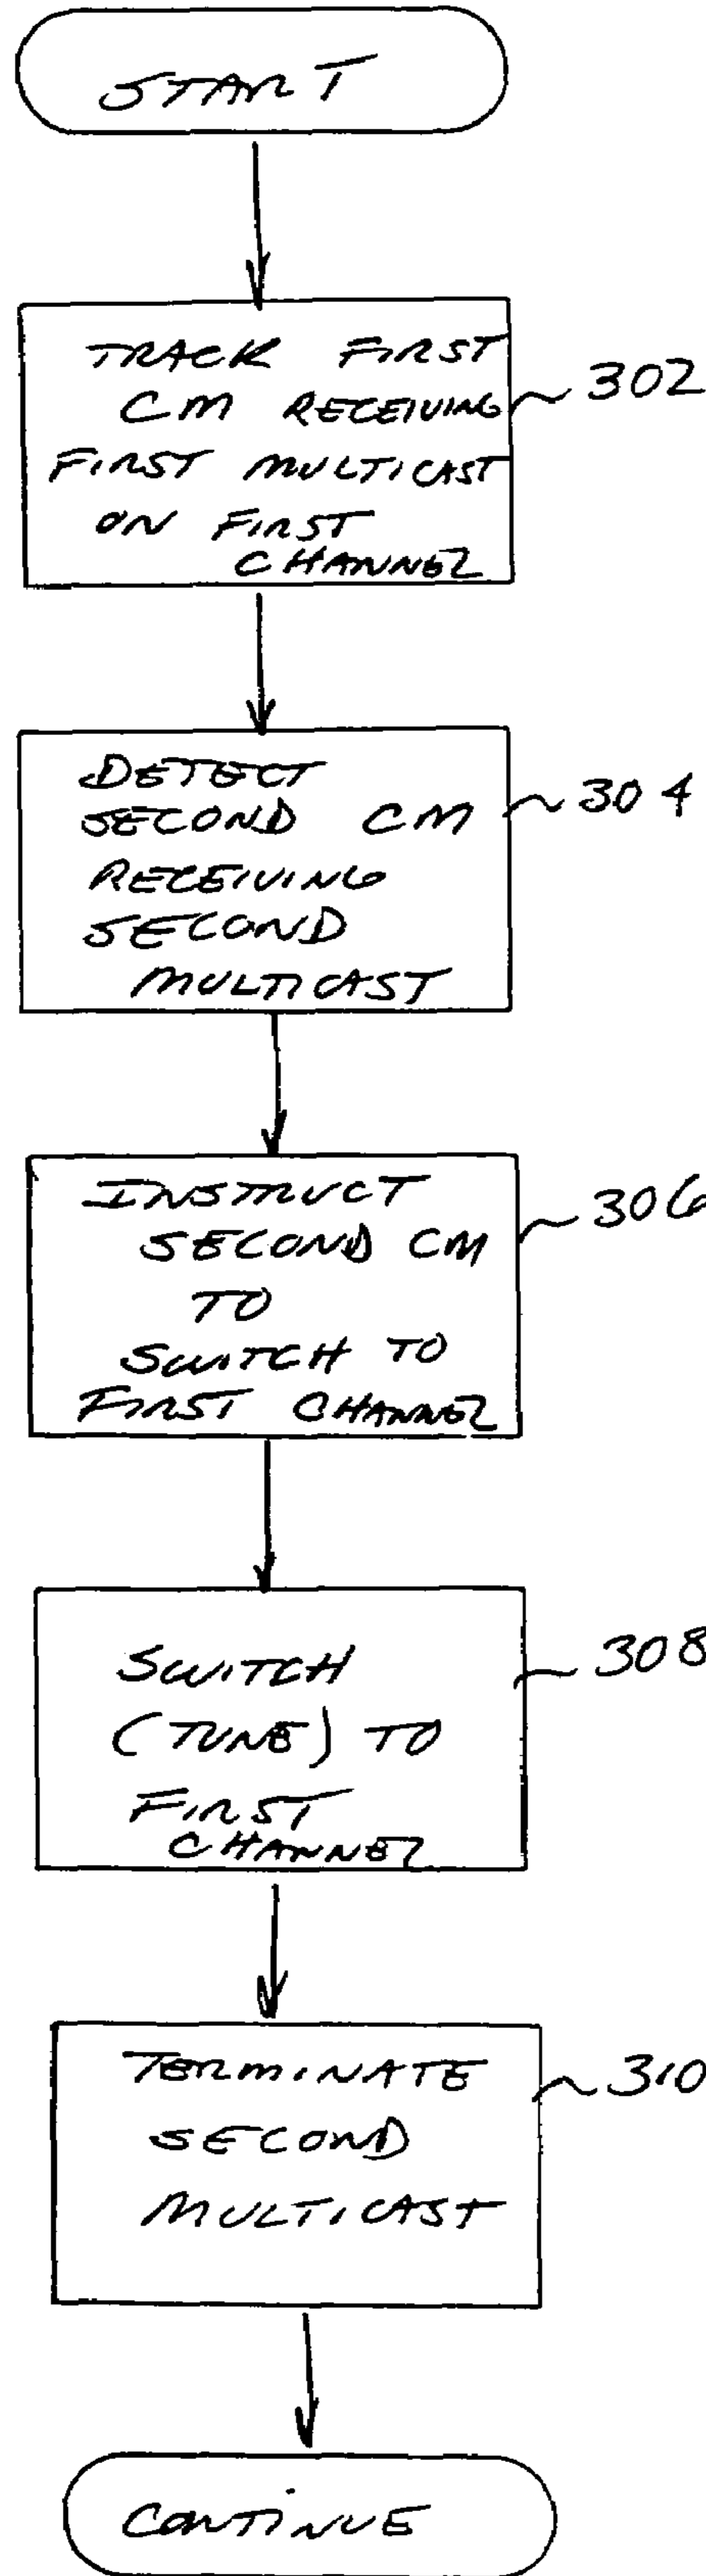 START
TRACK FIRST
CM RECEIVING
FIRST MULTICAST
ON FIRST
CHANNEL
302
DETECT
SECOND CM
RECEIVING
SECOND
MULTICAST
304
INSTRUCT
SECOND CM
TO
SWITCH TO
FIRST CHANNEL
306
SWITCH
(TUNE) TO
FIRST
CHANNEL
308
TERMINATE
SECOND
MULTICAST
310
CONTINUE